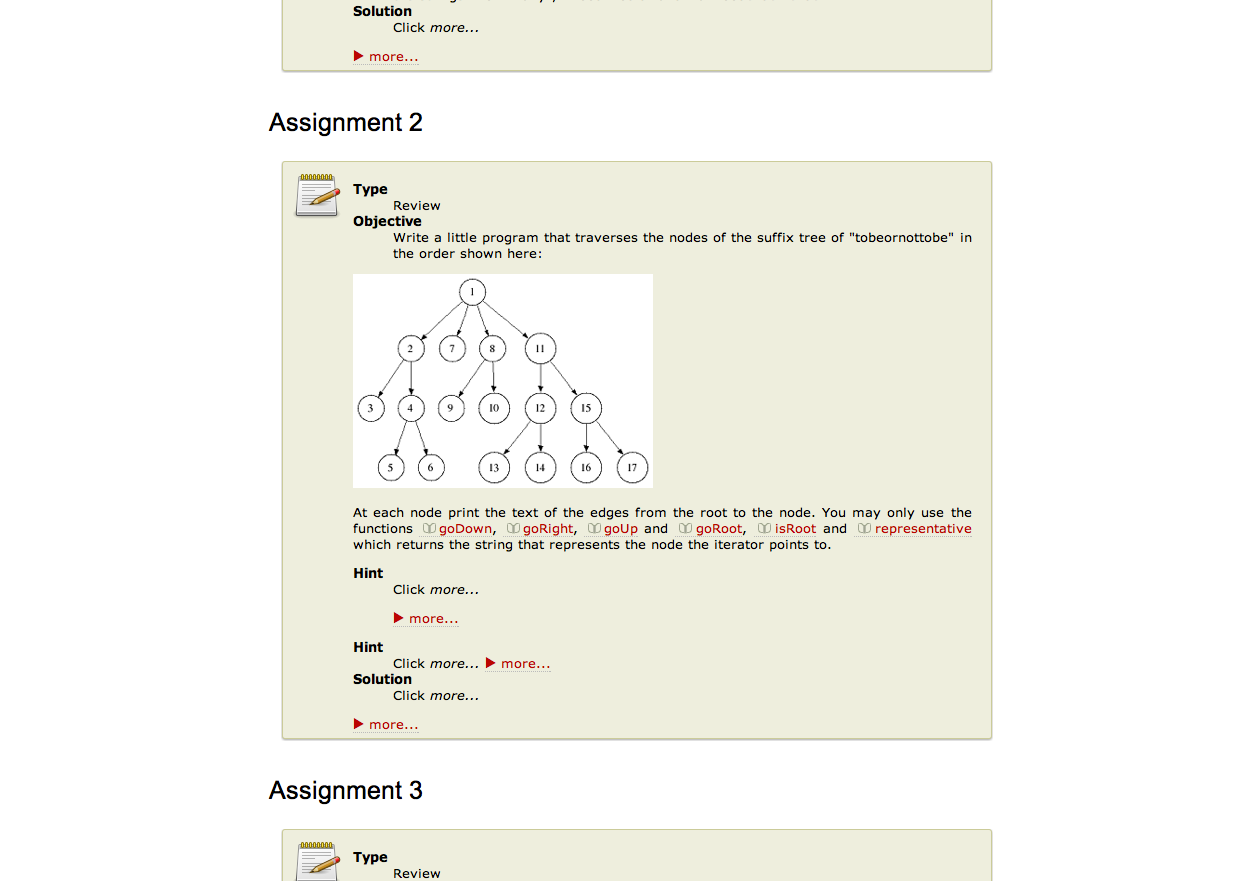 Solution
Click more...
▶ more...
Assignment 2
Type
Review
Objective
Write a little program that traverses the nodes of the suffix tree of "tobeornottobe" in
the order shown here:
1
2 7 8 11
3 4 9 10 12 15
5 6 13 14 16 17
At each node print the text of the edges from the root to the node. You may only use the
functions goDown, goRight, goUp and goRoot, isRoot and representative
which returns the string that represents the node the iterator points to.
Hint
Click more...
▶ more...
Hint
Click more... ▶ more...
Solution
Click more...
▶ more...
Assignment 3
Type
Review